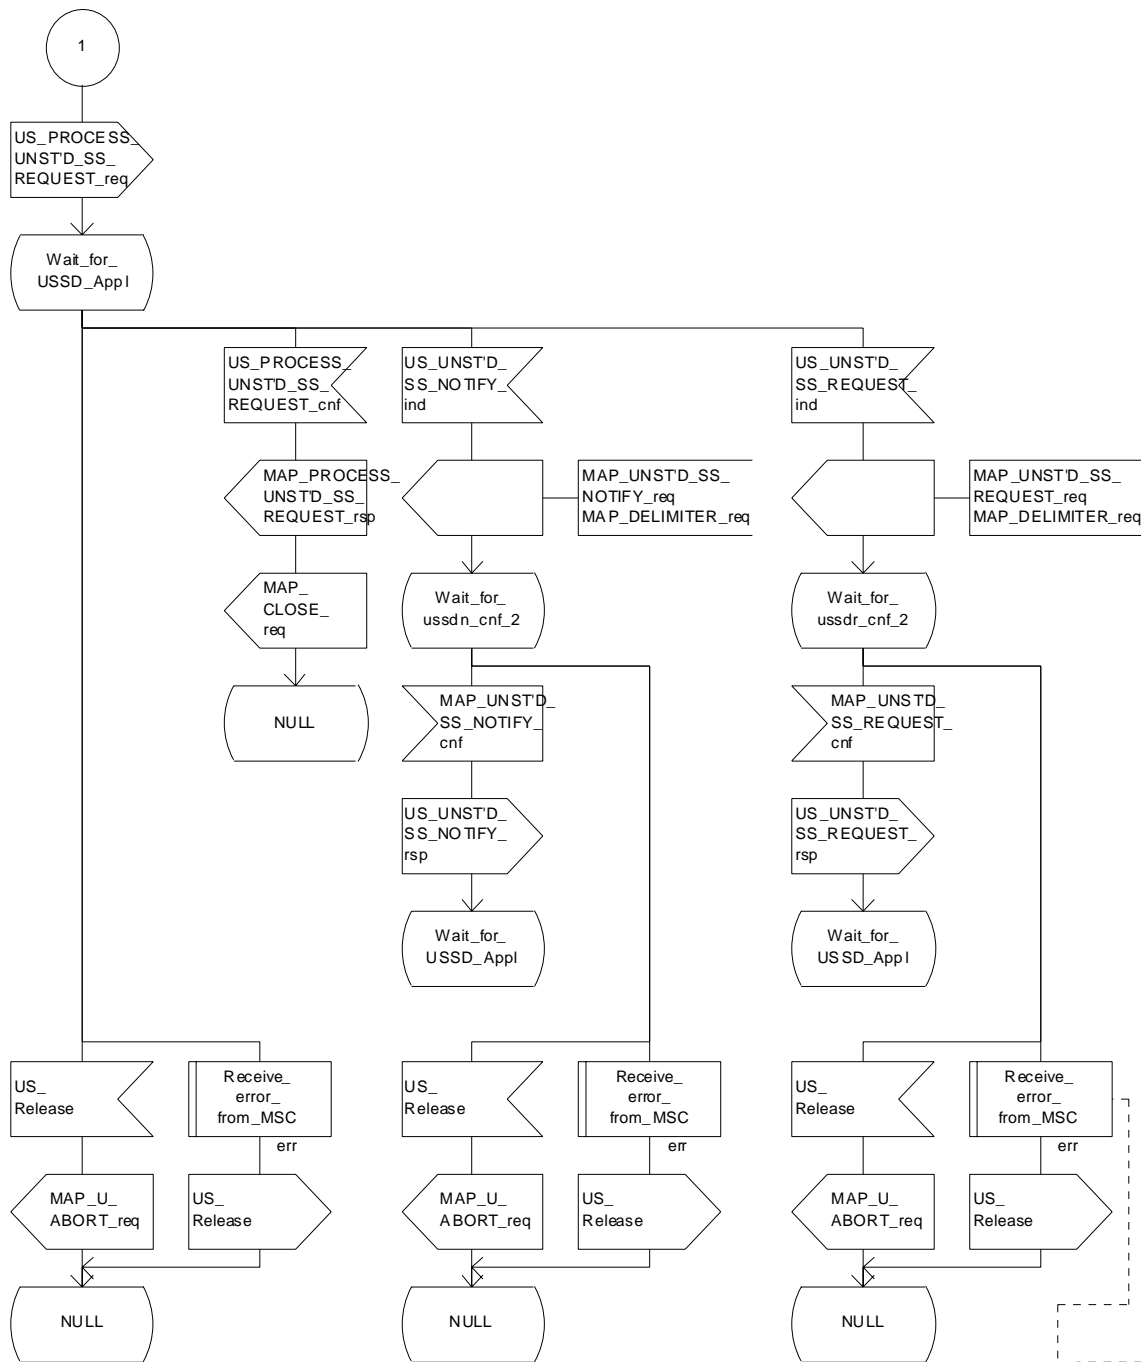 1
US_PROCESS_
UNST'D_SS_
REQUEST_req
Wait_for_
USSD_Appl
US_PROCESS_
UNST'D_SS_
REQUEST_cnf
US_UNST'D_
SS_NOTIFY_
ind
US_UNST'D_
SS_REQUEST_
ind
MAP_PROCESS_
UNST'D_SS_
REQUEST_rsp
MAP_UNST'D_SS_
NOTIFY_req
MAP_DELIMITER_req
MAP_UNST'D_SS_
REQUEST_req
MAP_DELIMITER_req
MAP_
CLOSE_
req
Wait_for_
ussdn_cnf_2
Wait_for_
ussdr_cnf_2
NULL
MAP_UNST'D_
SS_NOTIFY_
cnf
MAP_UNST'D_
SS_REQUEST_
cnf
US_UNST'D_
SS_NOTIFY_
rsp
US_UNST'D_
SS_REQUEST_
rsp
Wait_for_
USSD_Appl
Wait_for_
USSD_Appl
US_
Release
Receive_
error_
from_MSC
err
US_
Release
Receive_
error_
from_MSC
err
US_
Release
Receive_
error_
from_MSC
err
MAP_U_
ABORT_req
US_
Release
MAP_U_
ABORT_req
US_
Release
MAP_U_
ABORT_req
US_
Release
NULL
NULL
NULL